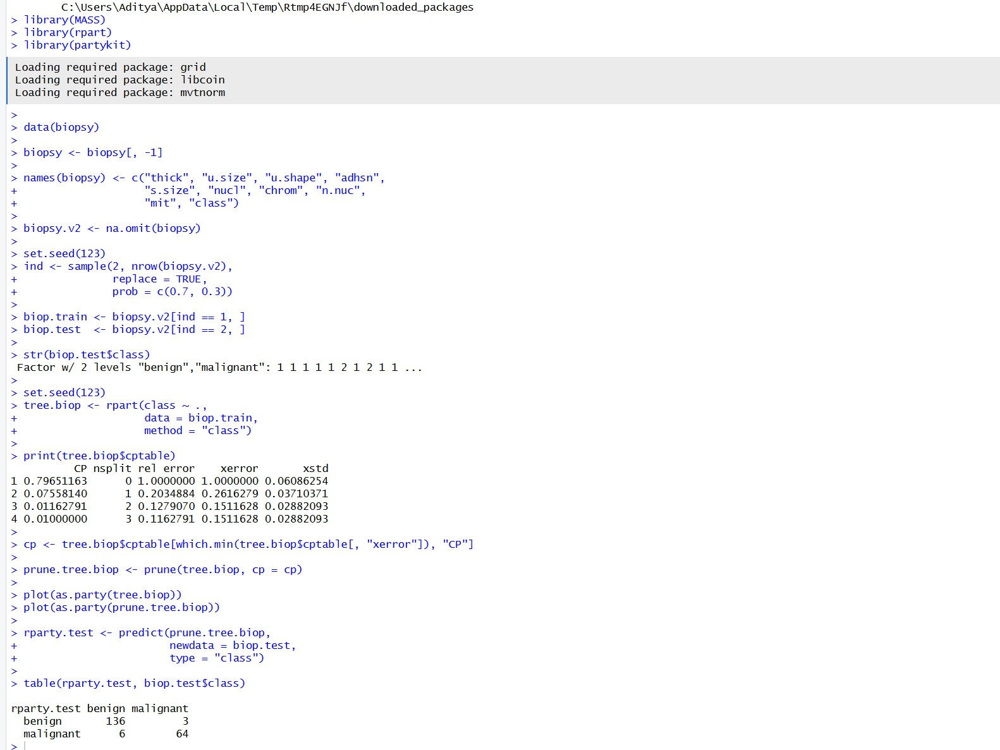 C:\Users\Aditya\AppData\Local\Temp\Rtmp4EGNJf\downloaded_packages
> library(MASS)
> library(rpart)
> library(partykit)
Loading required package: grid
Loading required package: libcoin
Loading required package: mvtnorm
>
> data(biopsy)
>
> biopsy <- biopsy[, -1]
>
> names(biopsy) <- c("thick", "u.size", "u.shape", "adhsn",
+                    "s.size", "nucl", "chrom", "n.nuc",
+                    "mit", "class")
>
> biopsy.v2 <- na.omit(biopsy)
>
> set.seed(123)
> ind <- sample(2, nrow(biopsy.v2),
+               replace = TRUE,
+               prob = c(0.7, 0.3))
>
> biop.train <- biopsy.v2[ind == 1, ]
> biop.test  <- biopsy.v2[ind == 2, ]
>
> str(biop.test$class)
 Factor w/ 2 levels "benign","malignant": 1 1 1 1 1 2 1 2 1 1 ...
>
> set.seed(123)
> tree.biop <- rpart(class ~ .,
+                    data = biop.train,
+                    method = "class")
>
> print(tree.biop$cptable)
          CP nsplit rel error    xerror       xstd
1 0.79651163      0 1.0000000 1.0000000 0.06086254
2 0.07558140      1 0.2034884 0.2616279 0.03710371
3 0.01162791      2 0.1279070 0.1511628 0.02882093
4 0.01000000      3 0.1162791 0.1511628 0.02882093
>
> cp <- tree.biop$cptable[which.min(tree.biop$cptable[, "xerror"]), "CP"]
>
> prune.tree.biop <- prune(tree.biop, cp = cp)
>
> plot(as.party(tree.biop))
> plot(as.party(prune.tree.biop))
>
> rparty.test <- predict(prune.tree.biop,
+                        newdata = biop.test,
+                        type = "class")
>
> table(rparty.test, biop.test$class)
rparty.test benign malignant
  benign       136         3
  malignant      6        64
>